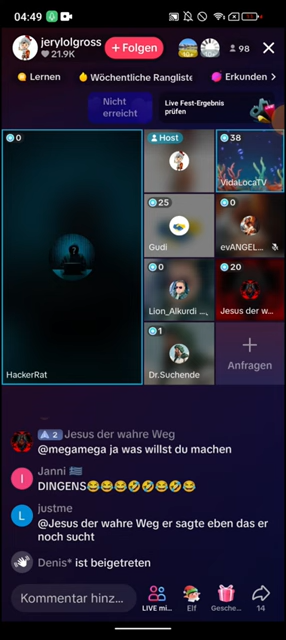 04:49
jerylolgross
21.9K
+ Folgen
98
Lernen
Wöchentliche Rangliste
Erkunden
Nicht
erreicht
Live Fest-Ergebnis
prüfen
0
HackerRat
Host
38
VidaLocaTV
25
Gudi
0
evANGEL...
0
Lion_Alkurdi ...
20
Jesus der w...
1
Dr.Suchende
+
Anfragen
2 Jesus der wahre Weg
@megamega ja was willst du machen
J Janni 🇬🇷
DINGENS😂😂😂🤣🤣😂🤣😂
L justme
@Jesus der wahre Weg er sagte eben das er
noch sucht
Denis* ist beigetreten
Kommentar hinz...
LIVE mi...
Elf
Gesche...
14